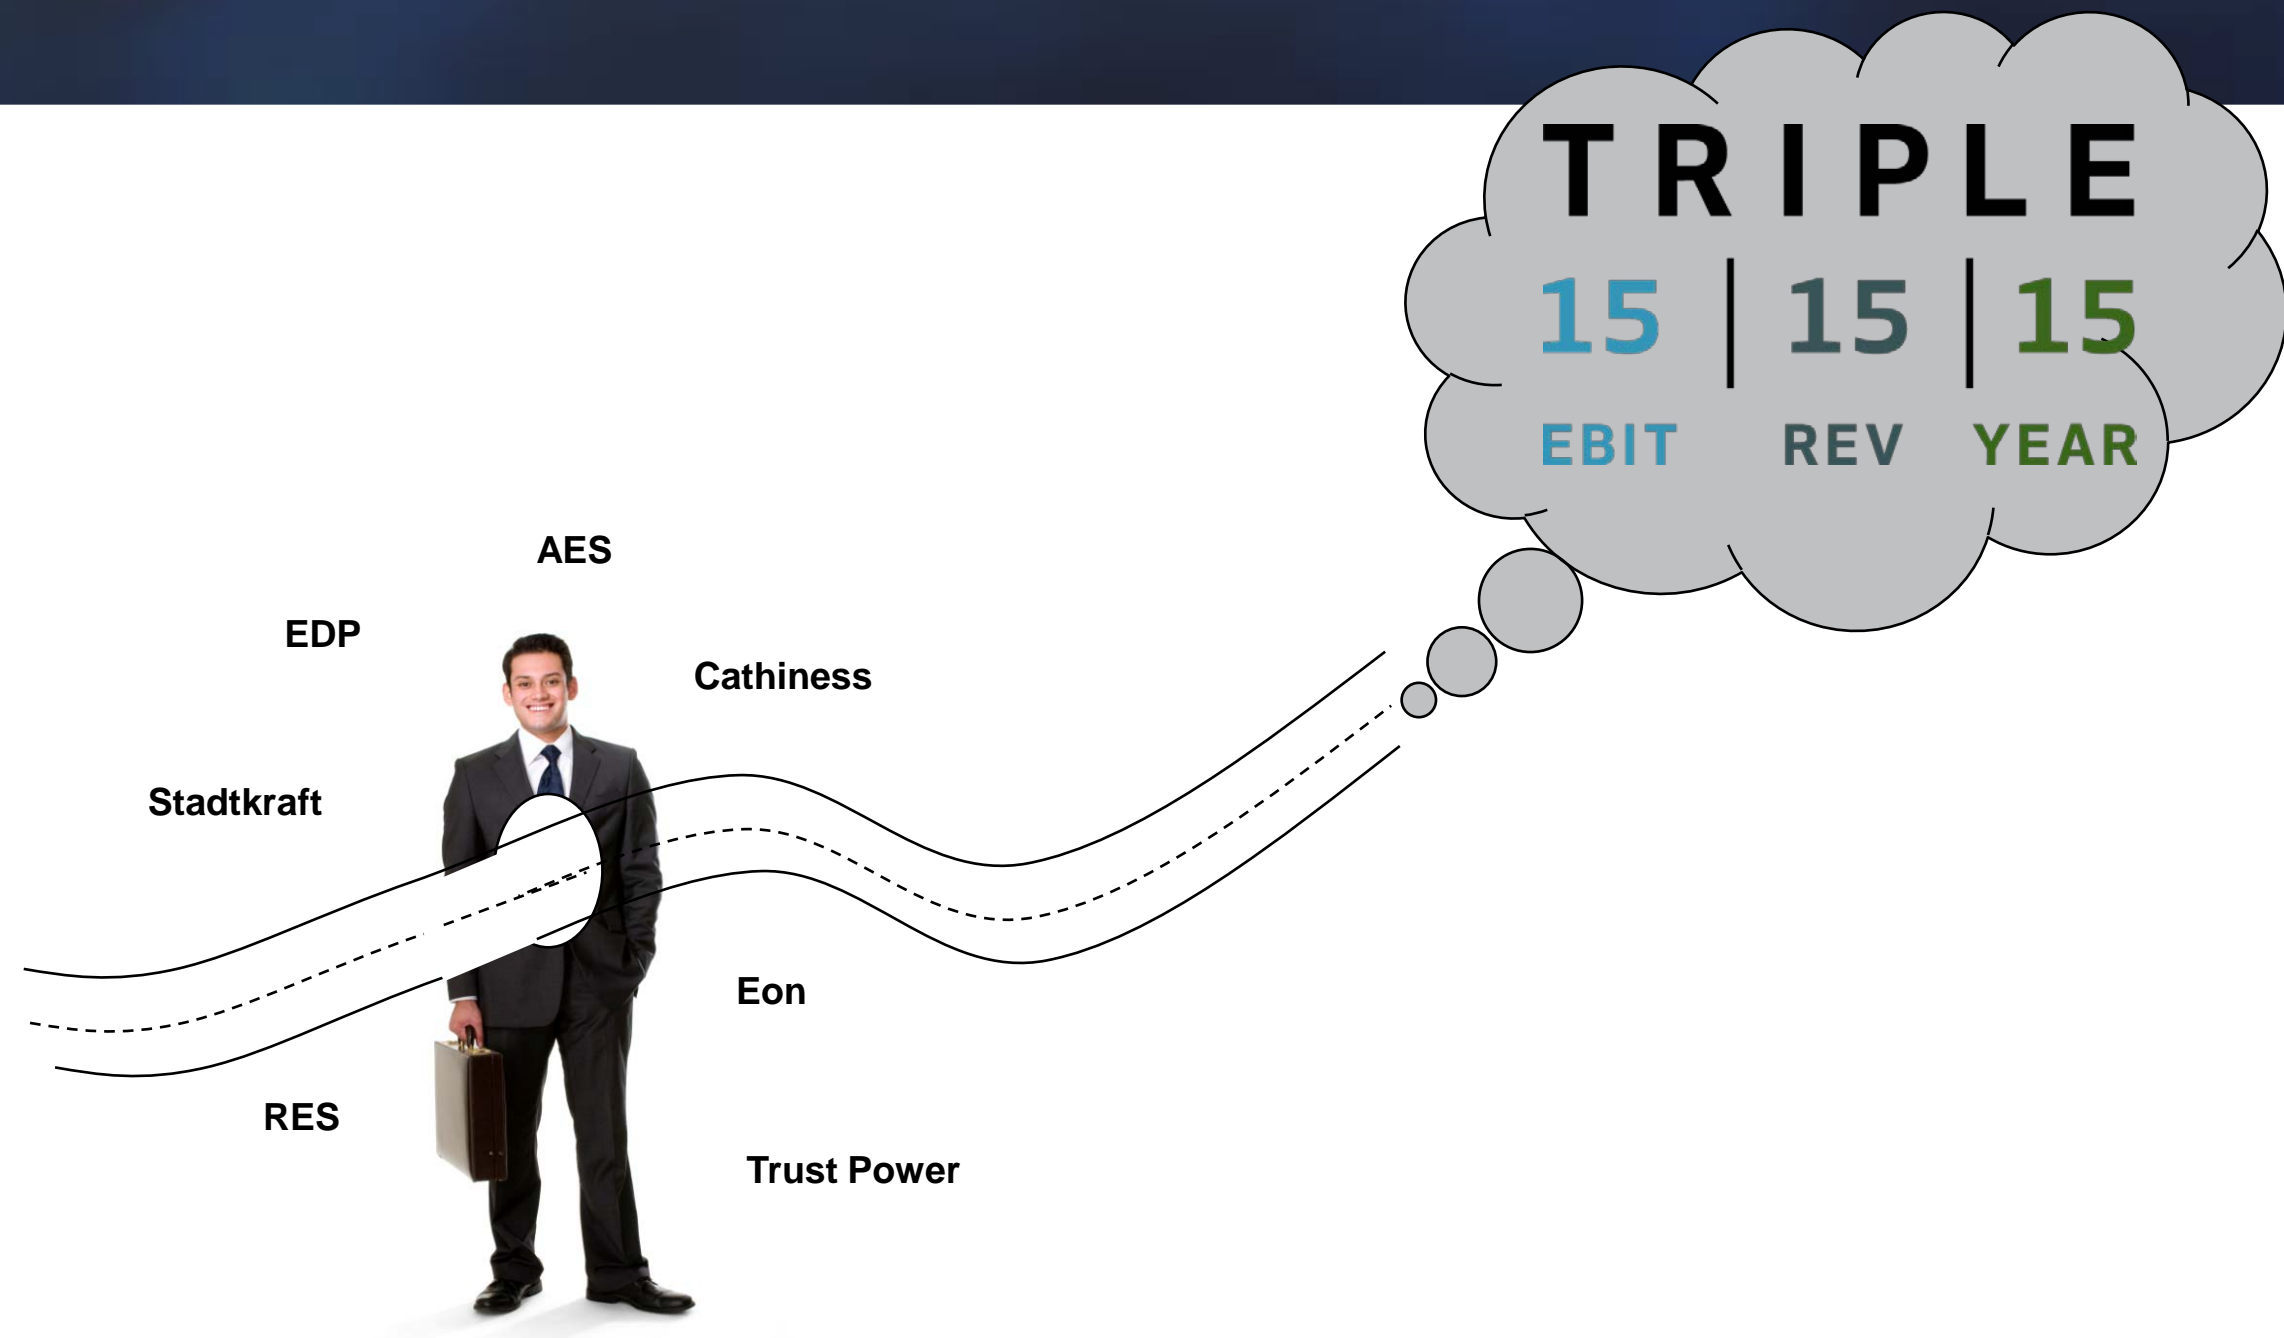 TRIPLE
15 | 15 | 15
EBIT REV YEAR
AES
EDP
Cathiness
Stadtkraft
Eon
RES
Trust Power